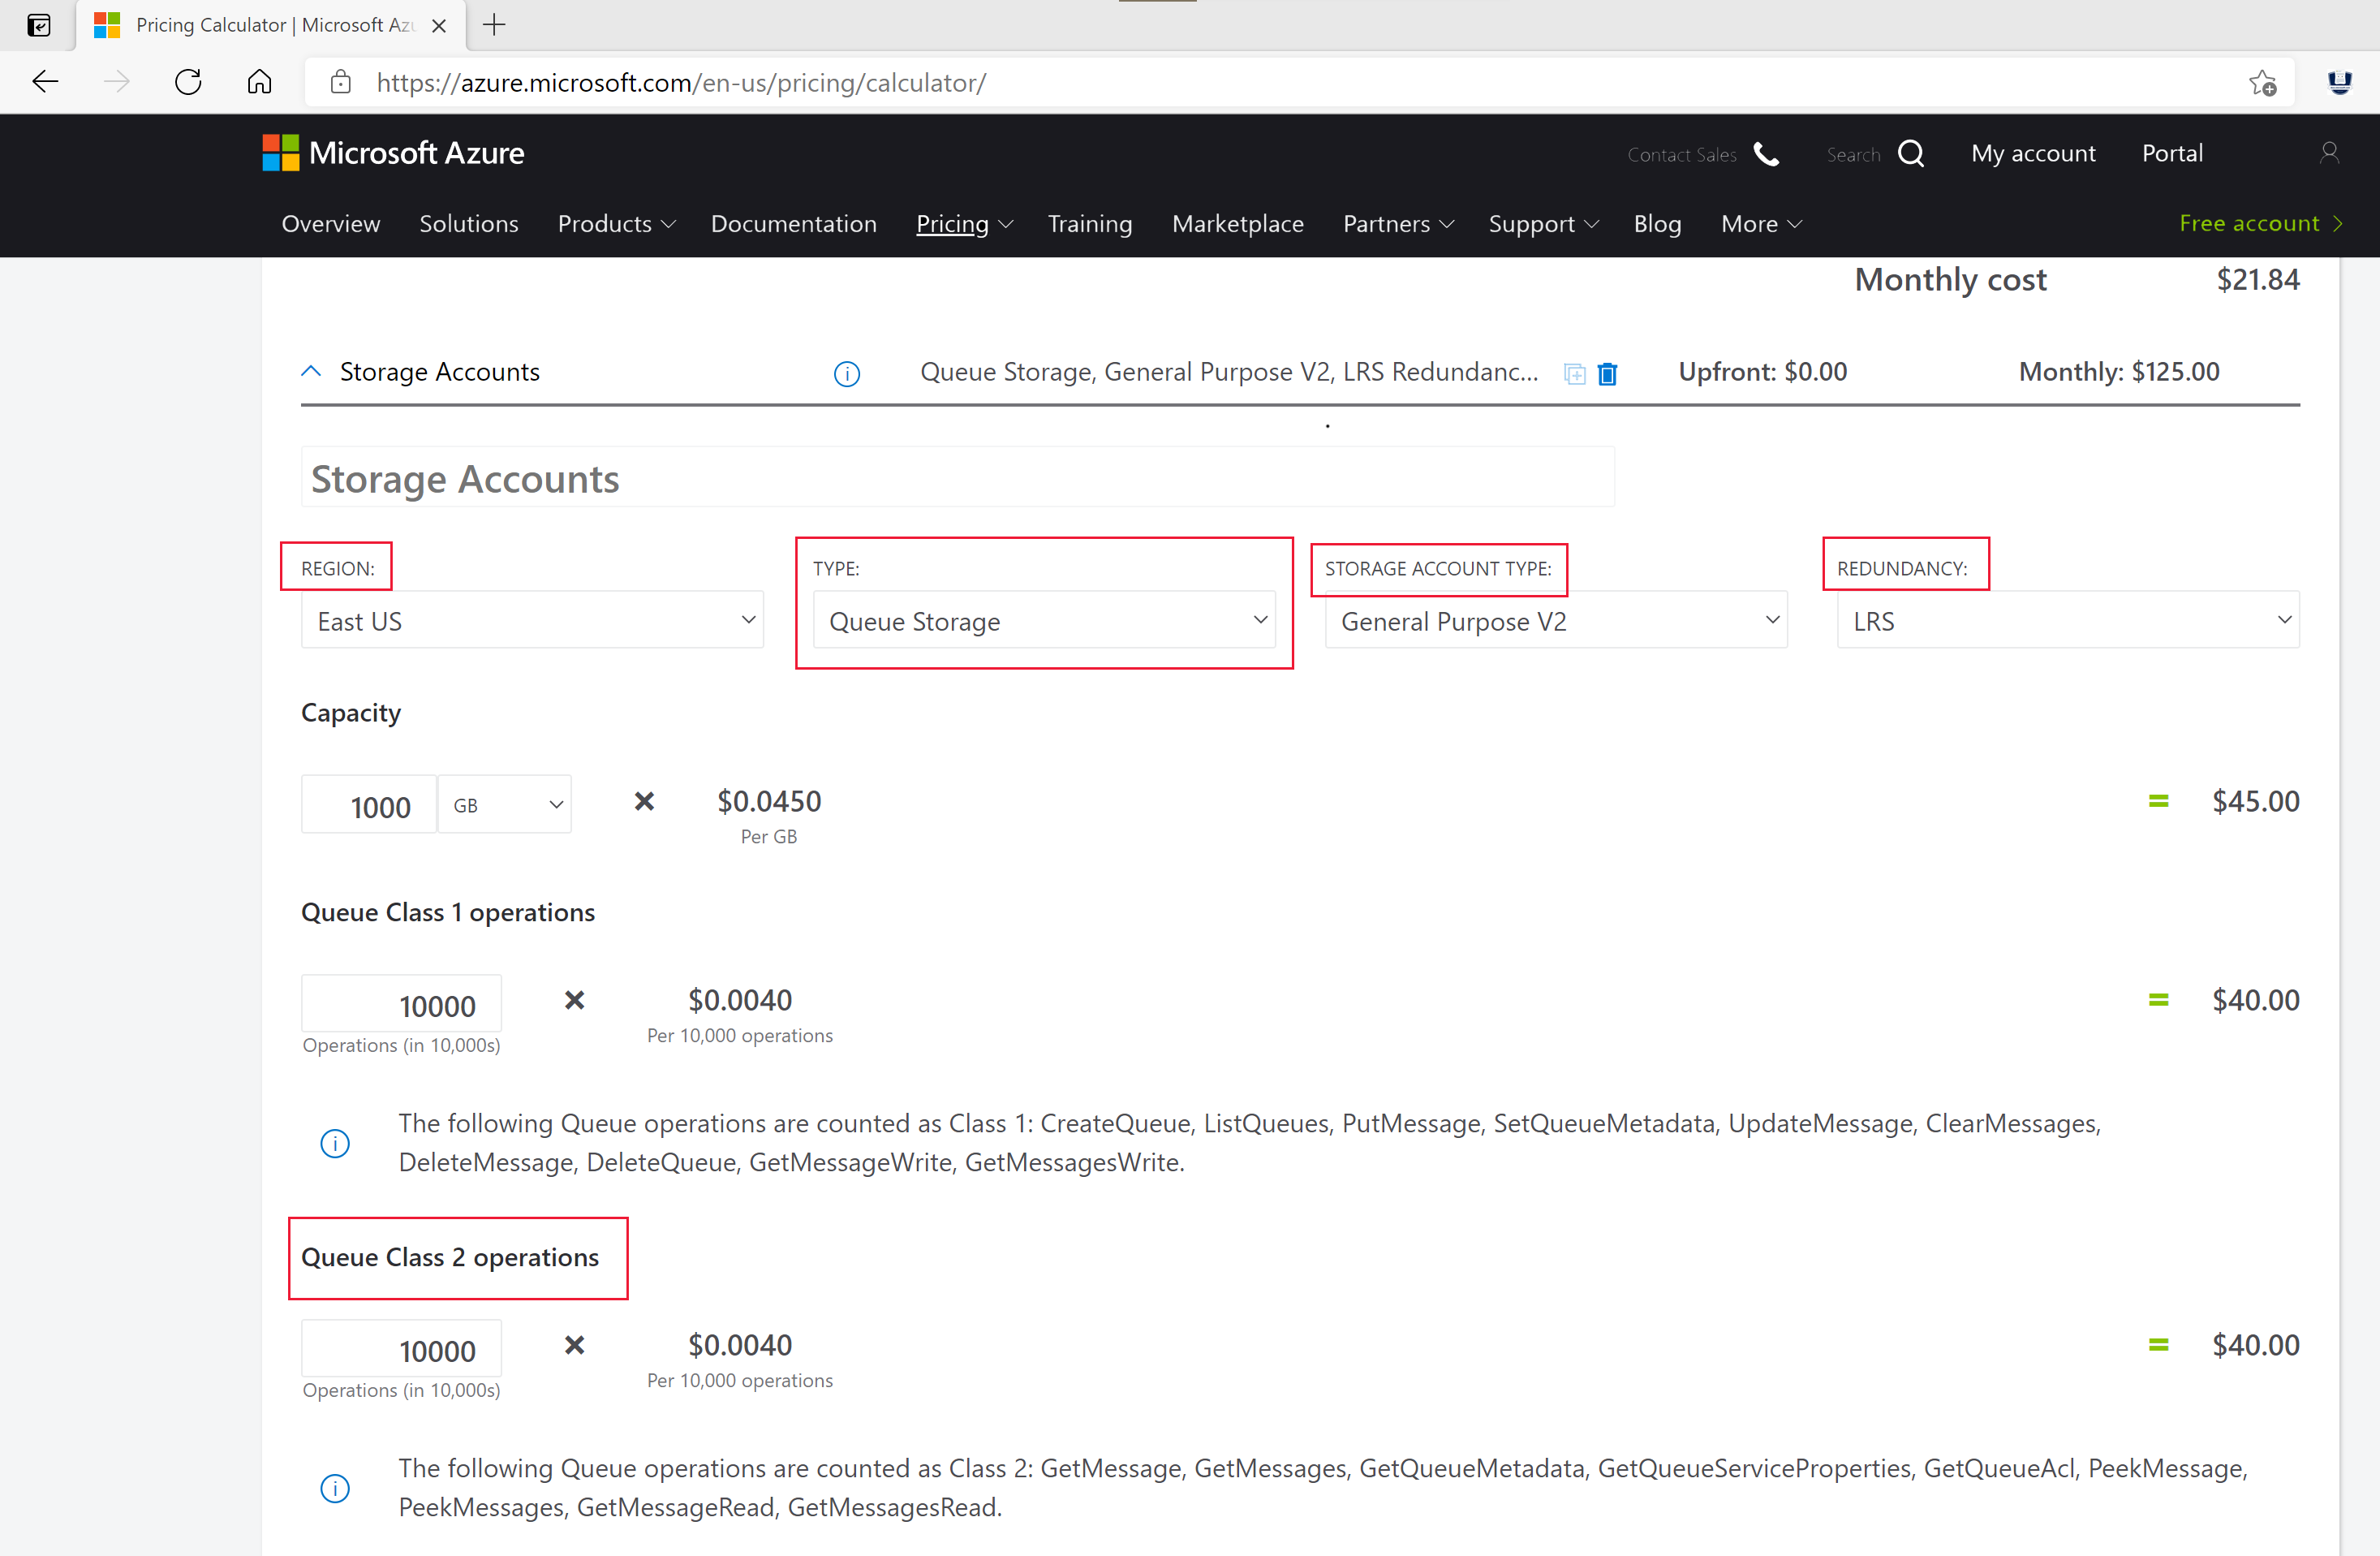 Pricing Calculator | Microsoft Azu
https://azure.microsoft.com/en-us/pricing/calculator/
Microsoft Azure
Contact Sales Search My account Portal
Overview Solutions Products Documentation Pricing Training Marketplace Partners Support Blog More Free account
Monthly cost $21.84
Storage Accounts i Queue Storage, General Purpose V2, LRS Redundanc... Upfront: $0.00 Monthly: $125.00
.
Storage Accounts
REGION: TYPE: STORAGE ACCOUNT TYPE: REDUNDANCY:
East US Queue Storage General Purpose V2 LRS
Capacity
1000 GB × $0.0450 = $45.00
Per GB
Queue Class 1 operations
10000 × $0.0040 = $40.00
Operations (in 10,000s) Per 10,000 operations
The following Queue operations are counted as Class 1: CreateQueue, ListQueues, PutMessage, SetQueueMetadata, UpdateMessage, ClearMessages,
DeleteMessage, DeleteQueue, GetMessageWrite, GetMessagesWrite.
Queue Class 2 operations
10000 × $0.0040 = $40.00
Operations (in 10,000s) Per 10,000 operations
The following Queue operations are counted as Class 2: GetMessage, GetMessages, GetQueueMetadata, GetQueueServiceProperties, GetQueueAcl, PeekMessage,
PeekMessages, GetMessageRead, GetMessagesRead.